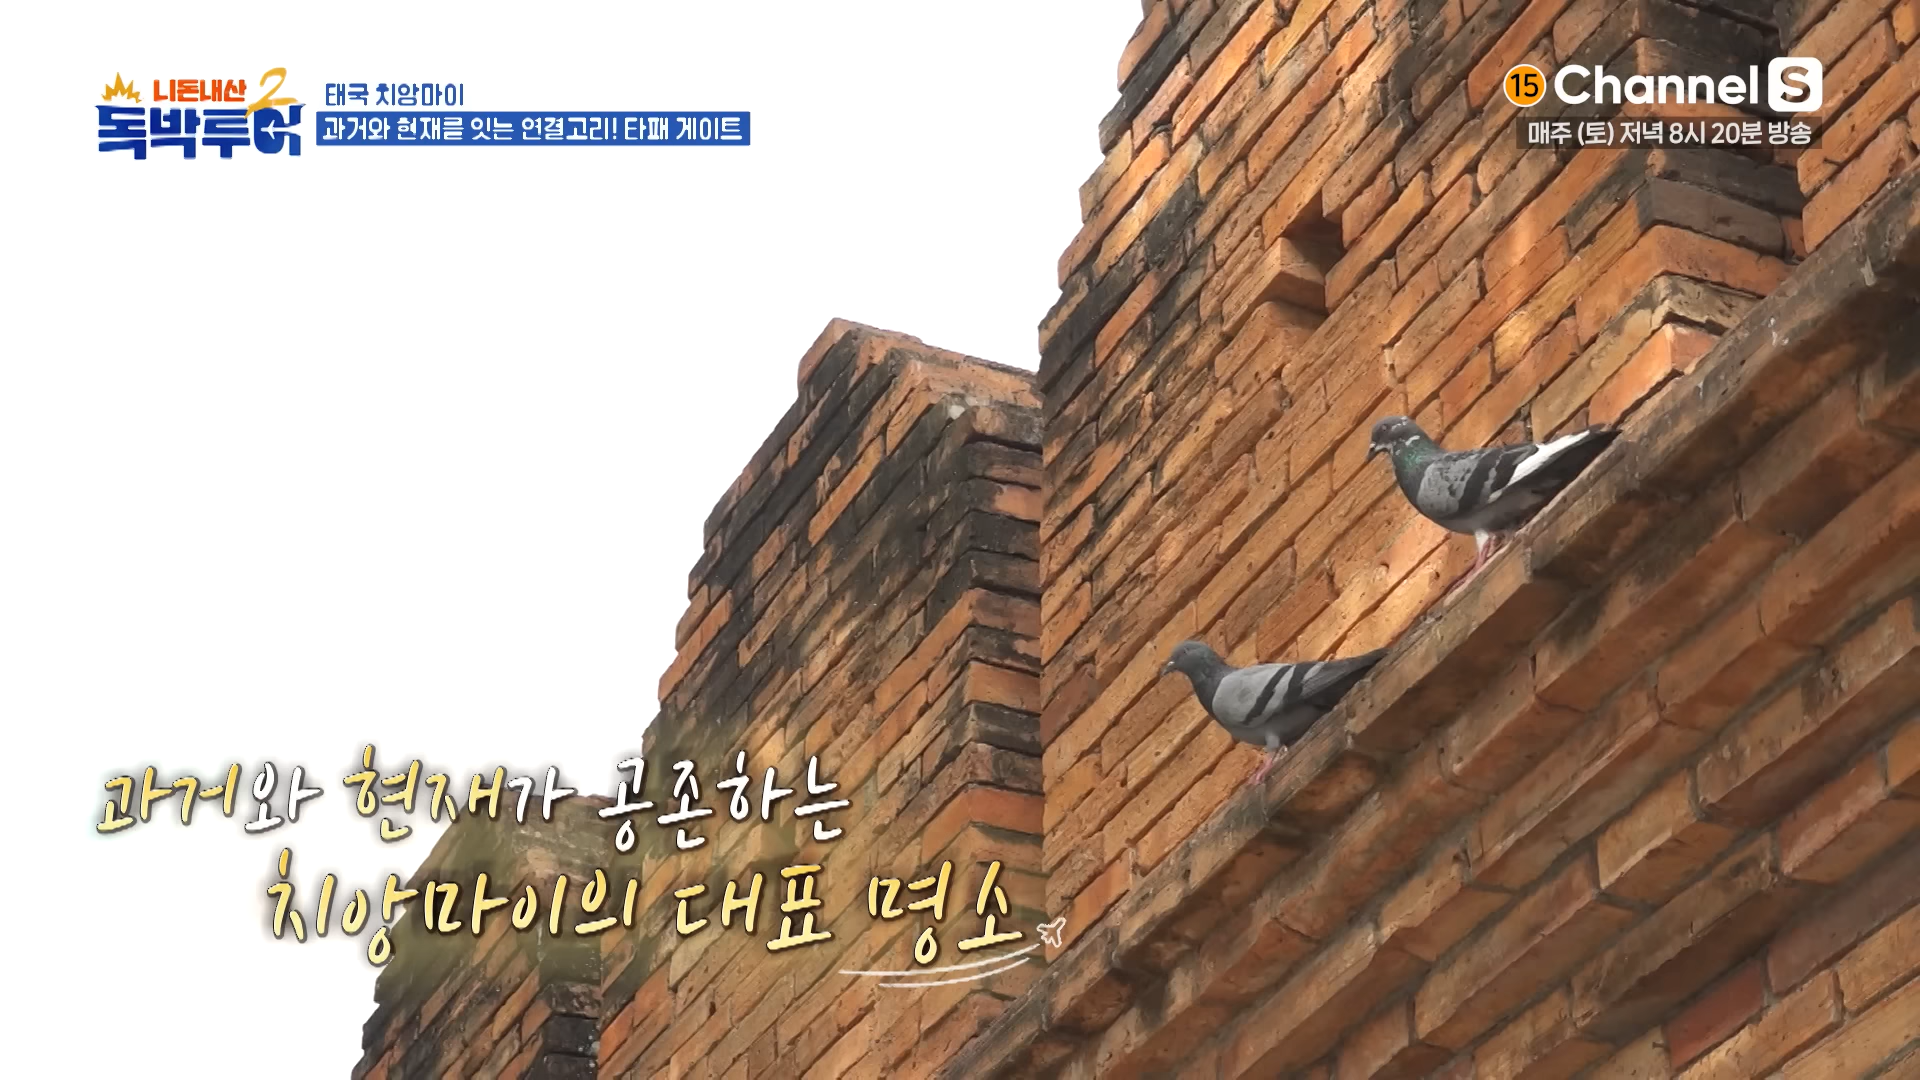 니돈내산 2
독박투어
태국 치앙마이
과거와 현재를 잇는 연결고리! 타패 게이트
15 Channel S
매주 (토) 저녁 8시 20분 방송
과거와 현재가 공존하는
치앙마이의 대표 명소